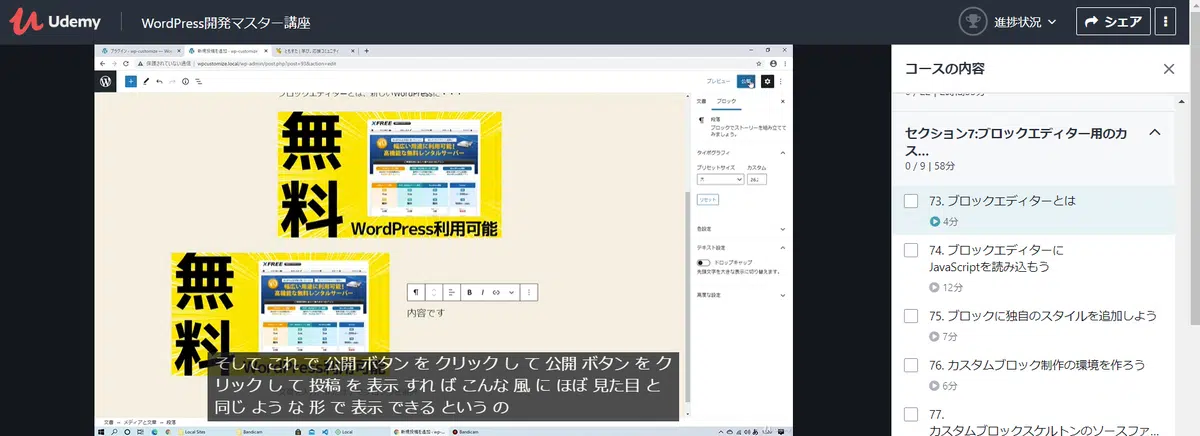 Udemy
WordPress開発マスター講座
進捗状況
シェア
プラグイン ‹ wp-customize — Wo
新規投稿を追加 ‹ wp-customize
保護されていない通信
wpcustomize.local/wp-admin/post.php?post=90&action=edit
プレビュー
公開
ブロックエディターとは、新しいWordPressに・・・
無料
XFREE
幅広い用途に利用可能!
高機能な無料レンタルサーバー
WordPress利用可能
無料
XFREE
幅広い用途に利用可能!
高機能な無料レンタルサーバー
B I
内容です
文書 ブロック
段落
ブロックでストーリーを組み立ててみましょう。
タイポグラフィ
プリセットサイズ カスタム
大
リセット
色設定
テキスト設定
ドロップキャップ
先頭文字を大きな表示に切り替えます。
高度な設定
そして これ で 公開 ボタン を クリック し て 公開 ボタン を ク
リック し て 投稿 を 表示 すれ ば こんな 風 に ほぼ 見た目 と
同じ よう な 形 で 表示 できる という の
文書 → メディアと文章 → 段落
Local Sites
Bandicam
Local
新規投稿を追加 ‹ wp-c...
Bandicam
コースの内容
セクション7:ブロックエディター用のカ
ス...
0 / 9 | 58分
73. ブロックエディターとは
4分
74. ブロックエディターに
JavaScriptを読み込もう
12分
75. ブロックに独自のスタイルを追加しよう
7分
76. カスタムブロック制作の環境を作ろう
6分
77.
カスタムブロックスケルトンのソースファ...